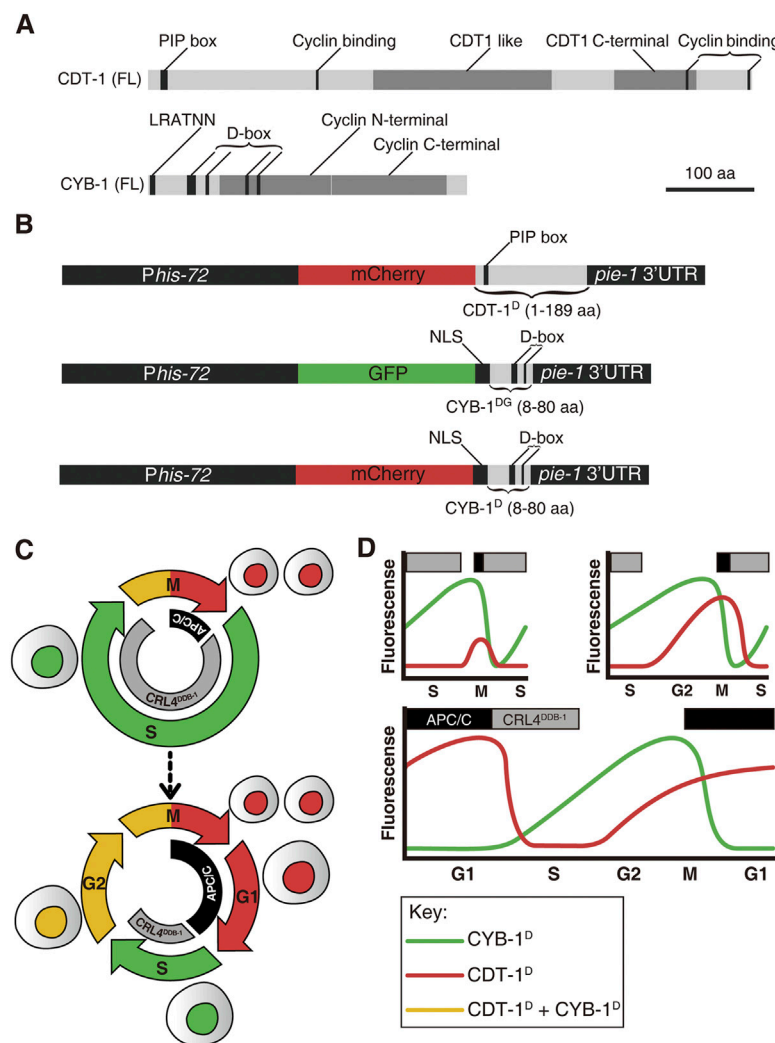 A
PIP box
Cyclin binding
CDT1 like
CDT1 C-terminal
Cyclin binding
CDT-1 (FL)
LRATNN
D-box
Cyclin N-terminal
Cyclin C-terminal
CYB-1 (FL)
100 aa
B
PIP box
Phis-72
mCherry
pie-1 3'UTR
CDT-1D (1-189 aa)
NLS
D-box
Phis-72
GFP
pie-1 3'UTR
CYB-1DG (8-80 aa)
NLS
D-box
Phis-72
mCherry
pie-1 3'UTR
CYB-1D (8-80 aa)
C
M
APC/C
CRL4DDB-1
S
M
G2
APC/C
G1
CRL4DDB-1
S
D
Fluorescense
S M S
Fluorescense
S G2 M S
Fluorescense
APC/C CRL4DDB-1
G1 S G2 M G1
Key:
CYB-1D
CDT-1D
CDT-1D + CYB-1D